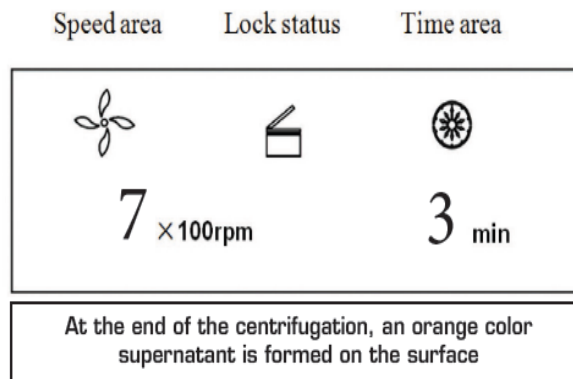 Speed area Lock status Time area
7 ×100rpm 3 min
At the end of the centrifugation, an orange color
supernatant is formed on the surface